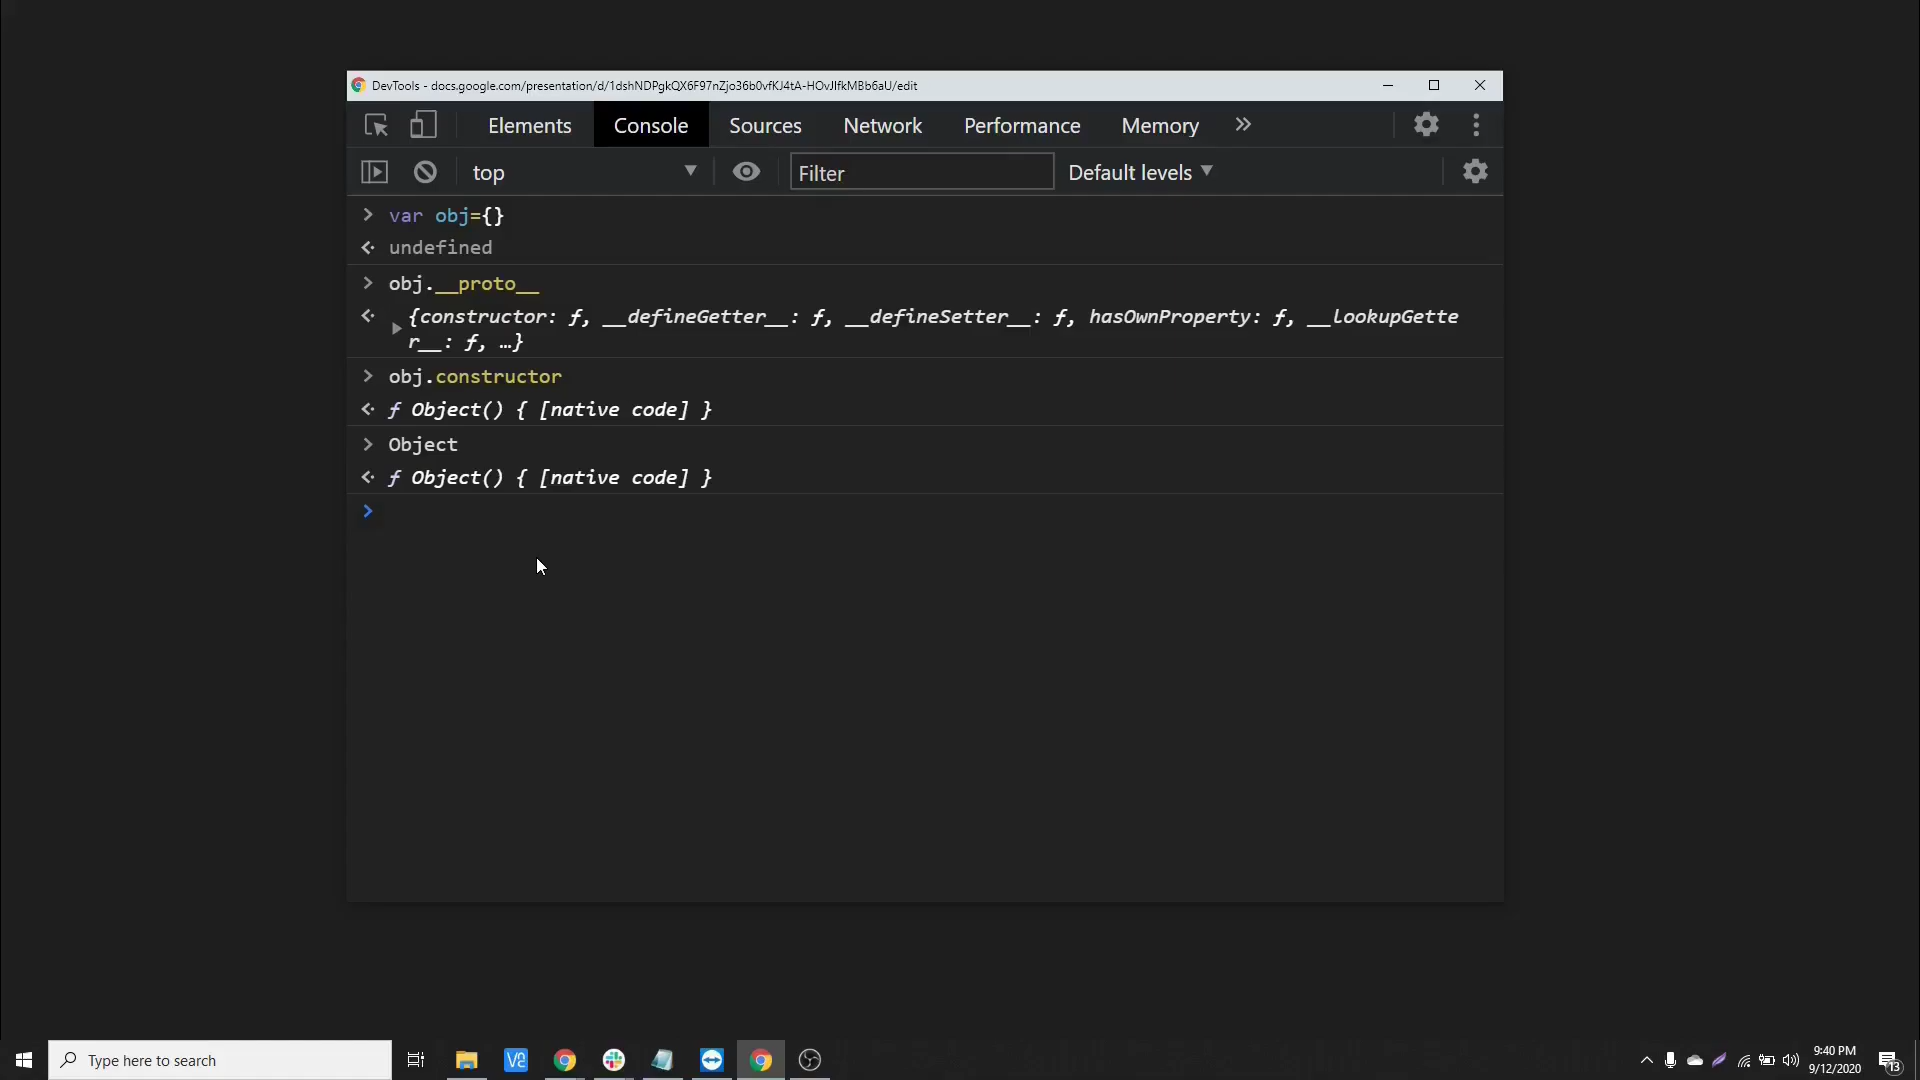 DevTools - docs.google.com/presentation/d/1dshNDPgkQX6F97nZjo36b0vfKJ4tA-HOvJlfkMBb6aU/edit
Elements Console Sources Network Performance Memory
top Filter Default levels
> var obj={}
undefined
> obj.__proto__
{constructor: ƒ, __defineGetter__: ƒ, __defineSetter__: ƒ, hasOwnProperty: ƒ, __lookupGette
r__: ƒ, …}
> obj.constructor
ƒ Object() { [native code] }
> Object
ƒ Object() { [native code] }
>
Type here to search
9:40 PM
9/12/2020
13